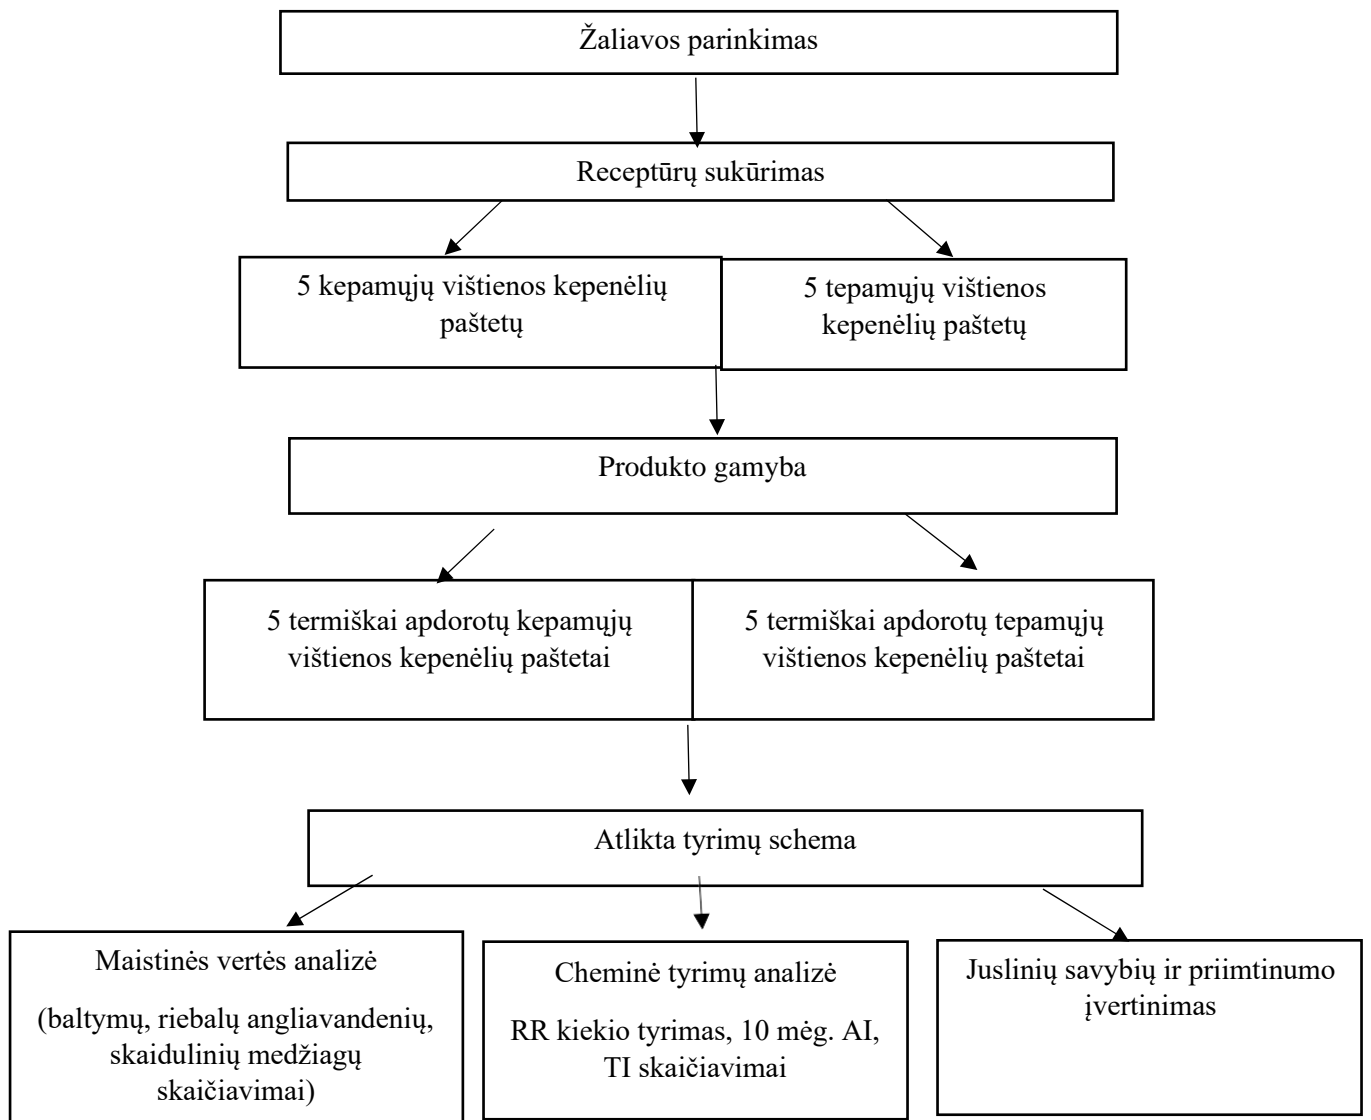 Žaliavos parinkimas
Receptūrų sukūrimas
5 kepamųjų vištienos kepenėlių
paštetų
5 tepamųjų vištienos
kepenėlių paštetų
Produkto gamyba
5 termiškai apdorotų kepamųjų
vištienos kepenėlių paštetai
5 termiškai apdorotų tepamųjų
vištienos kepenėlių paštetai
Atlikta tyrimų schema
Maistinės vertės analizė
(baltymų, riebalų angliavandenių,
skaidulinių medžiagų
skaičiavimai)
Cheminė tyrimų analizė
RR kiekio tyrimas, 10 mėg. AI,
TI skaičiavimai
Juslinių savybių ir priimtinumo
įvertinimas